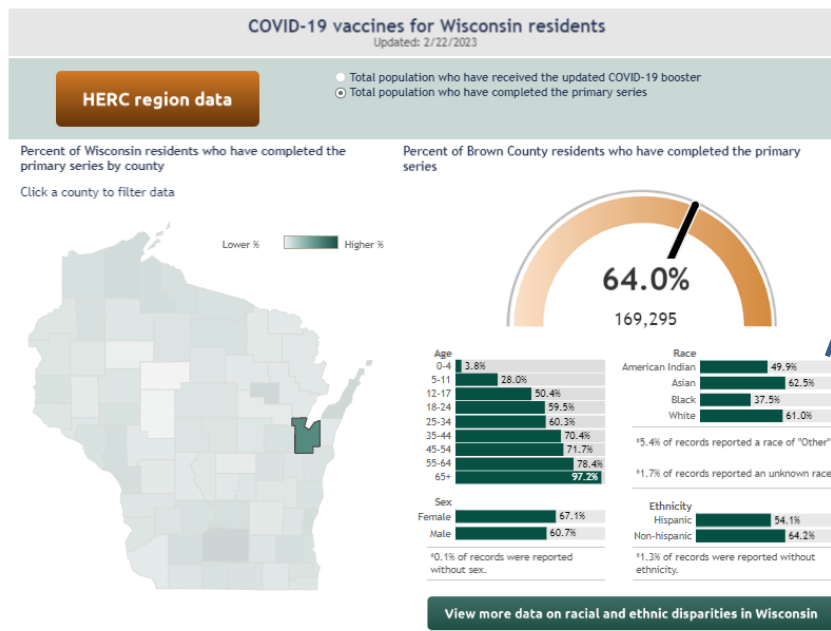 COVID-19 vaccines for Wisconsin residents
Updated: 2/22/2023
HERC region data
Total population who have received the updated COVID-19 booster
Total population who have completed the primary series
Percent of Wisconsin residents who have completed the
primary series by county
Click a county to filter data
Lower % Higher %
Percent of Brown County residents who have completed the primary
series
64.0%
169,295
Age
0-4 3.8%
5-11 28.0%
12-17 50.4%
18-24 59.5%
25-34 60.3%
35-44 70.4%
45-54 71.7%
55-64 78.4%
65+ 97.2%
Sex
Female 67.1%
Male 60.7%
*0.1% of records were reported
without sex.
Race
American Indian 49.9%
Asian 62.5%
Black 37.5%
White 61.0%
*5.4% of records reported a race of "Other"
*1.7% of records reported an unknown race
Ethnicity
Hispanic 54.1%
Non-hispanic 64.2%
*1.3% of records were reported without
ethnicity.
View more data on racial and ethnic disparities in Wisconsin